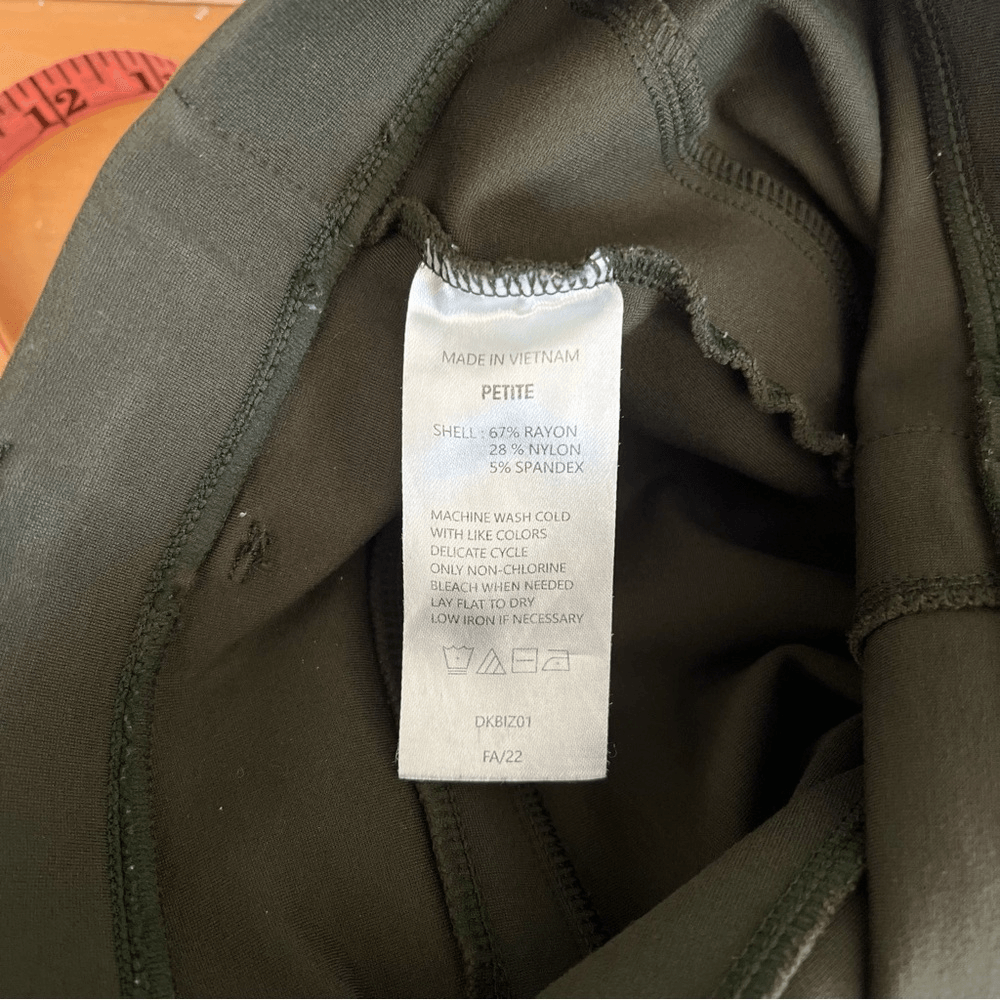 12
1
MADE IN VIETNAM
PETITE
SHELL : 67% RAYON
28 % NYLON
5% SPANDEX
MACHINE WASH COLD
WITH LIKE COLORS
DELICATE CYCLE
ONLY NON-CHLORINE
BLEACH WHEN NEEDED
LAY FLAT TO DRY
LOW IRON IF NECESSARY
DKBIZ01
FA/22